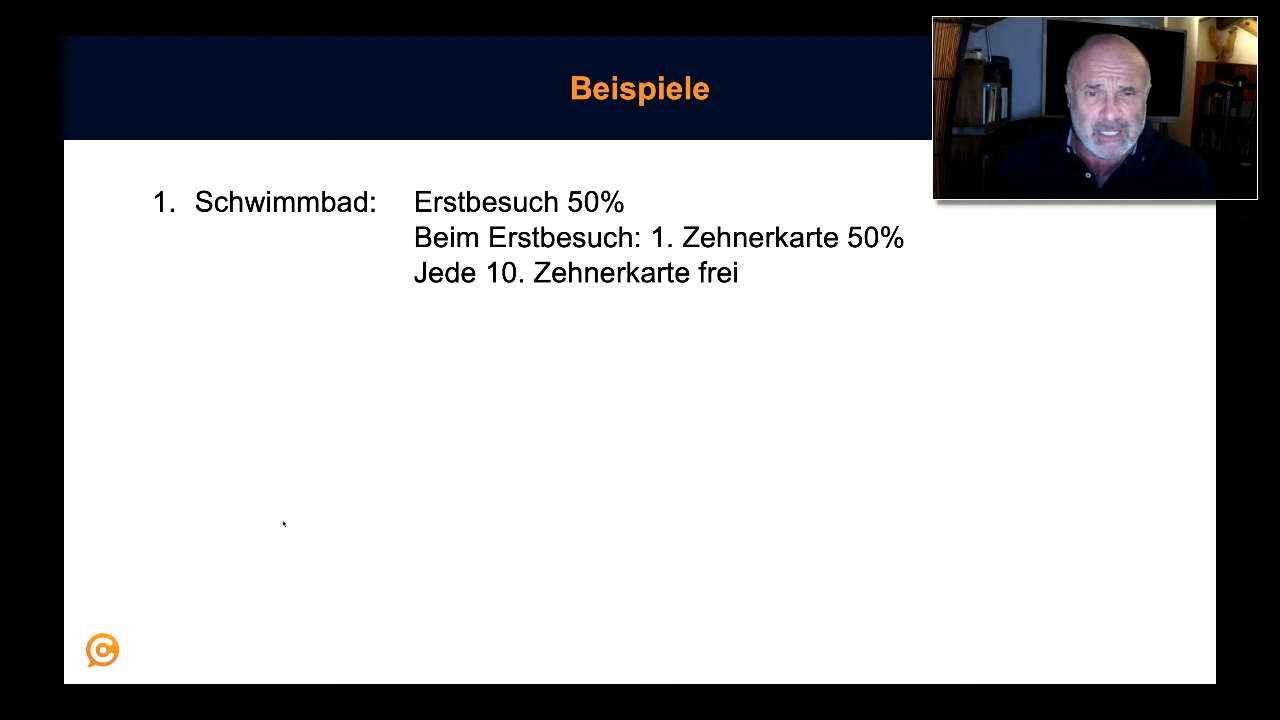 Beispiele
1. Schwimmbad: Erstbesuch 50%
Beim Erstbesuch: 1. Zehnerkarte 50%
Jede 10. Zehnerkarte frei